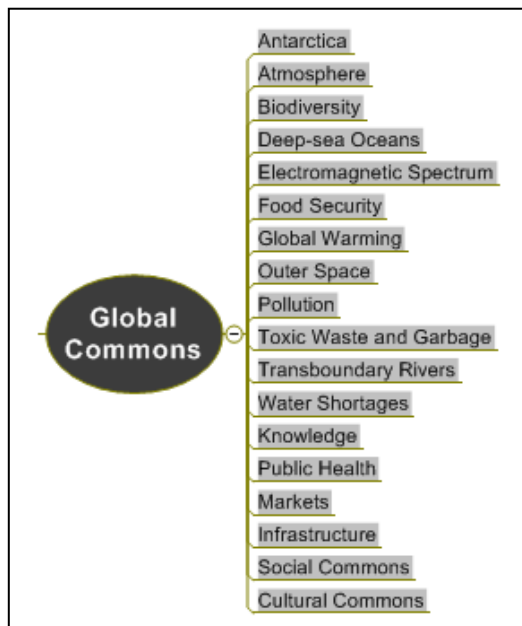 Antarctica
Atmosphere
Biodiversity
Deep-sea Oceans
Electromagnetic Spectrum
Food Security
Global Warming
Outer Space
Pollution
Toxic Waste and Garbage
Transboundary Rivers
Water Shortages
Knowledge
Public Health
Markets
Infrastructure
Social Commons
Cultural Commons
Global
Commons